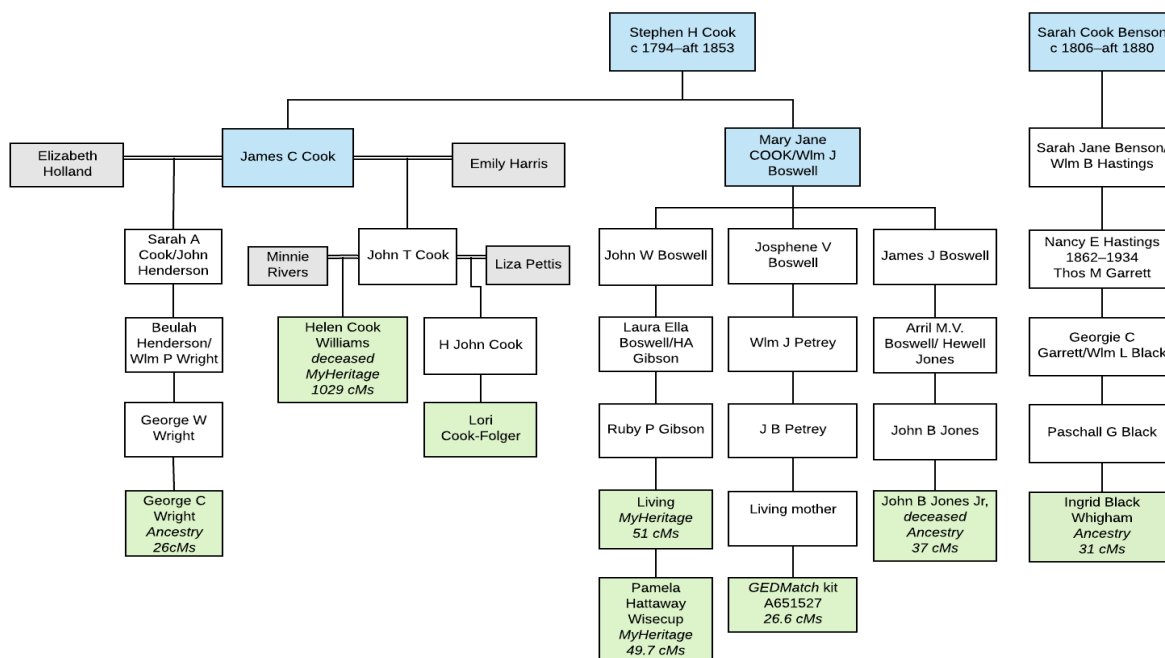 Stephen H Cook
c 1794–aft 1853
Sarah Cook Benson
c 1806–aft 1880
Elizabeth
Holland
James C Cook
Emily Harris
Mary Jane
COOK/Wlm J
Boswell
Sarah Jane Benson/
Wlm B Hastings
Sarah A
Cook/John
Henderson
Minnie
Rivers
John T Cook
Liza Pettis
John W Boswell
Josphene V
Boswell
James J Boswell
Nancy E Hastings
1862–1934
Thos M Garrett
Beulah
Henderson/
Wlm P Wright
Helen Cook
Williams
deceased
MyHeritage
1029 cMs
H John Cook
Laura Ella
Boswell/HA
Gibson
Wlm J Petrey
Arril M.V.
Boswell/ Hewell
Jones
Georgie C
Garrett/Wlm L Black
George W
Wright
Lori
Cook-Folger
Ruby P Gibson
J B Petrey
John B Jones
Paschall G Black
George C
Wright
Ancestry
26cMs
Living
MyHeritage
51 cMs
Living mother
John B Jones Jr,
deceased
Ancestry
37 cMs
Ingrid Black
Whigham
Ancestry
31 cMs
Pamela
Hattaway
Wisecup
MyHeritage
49.7 cMs
GEDMatch kit
A651527
26.6 cMs